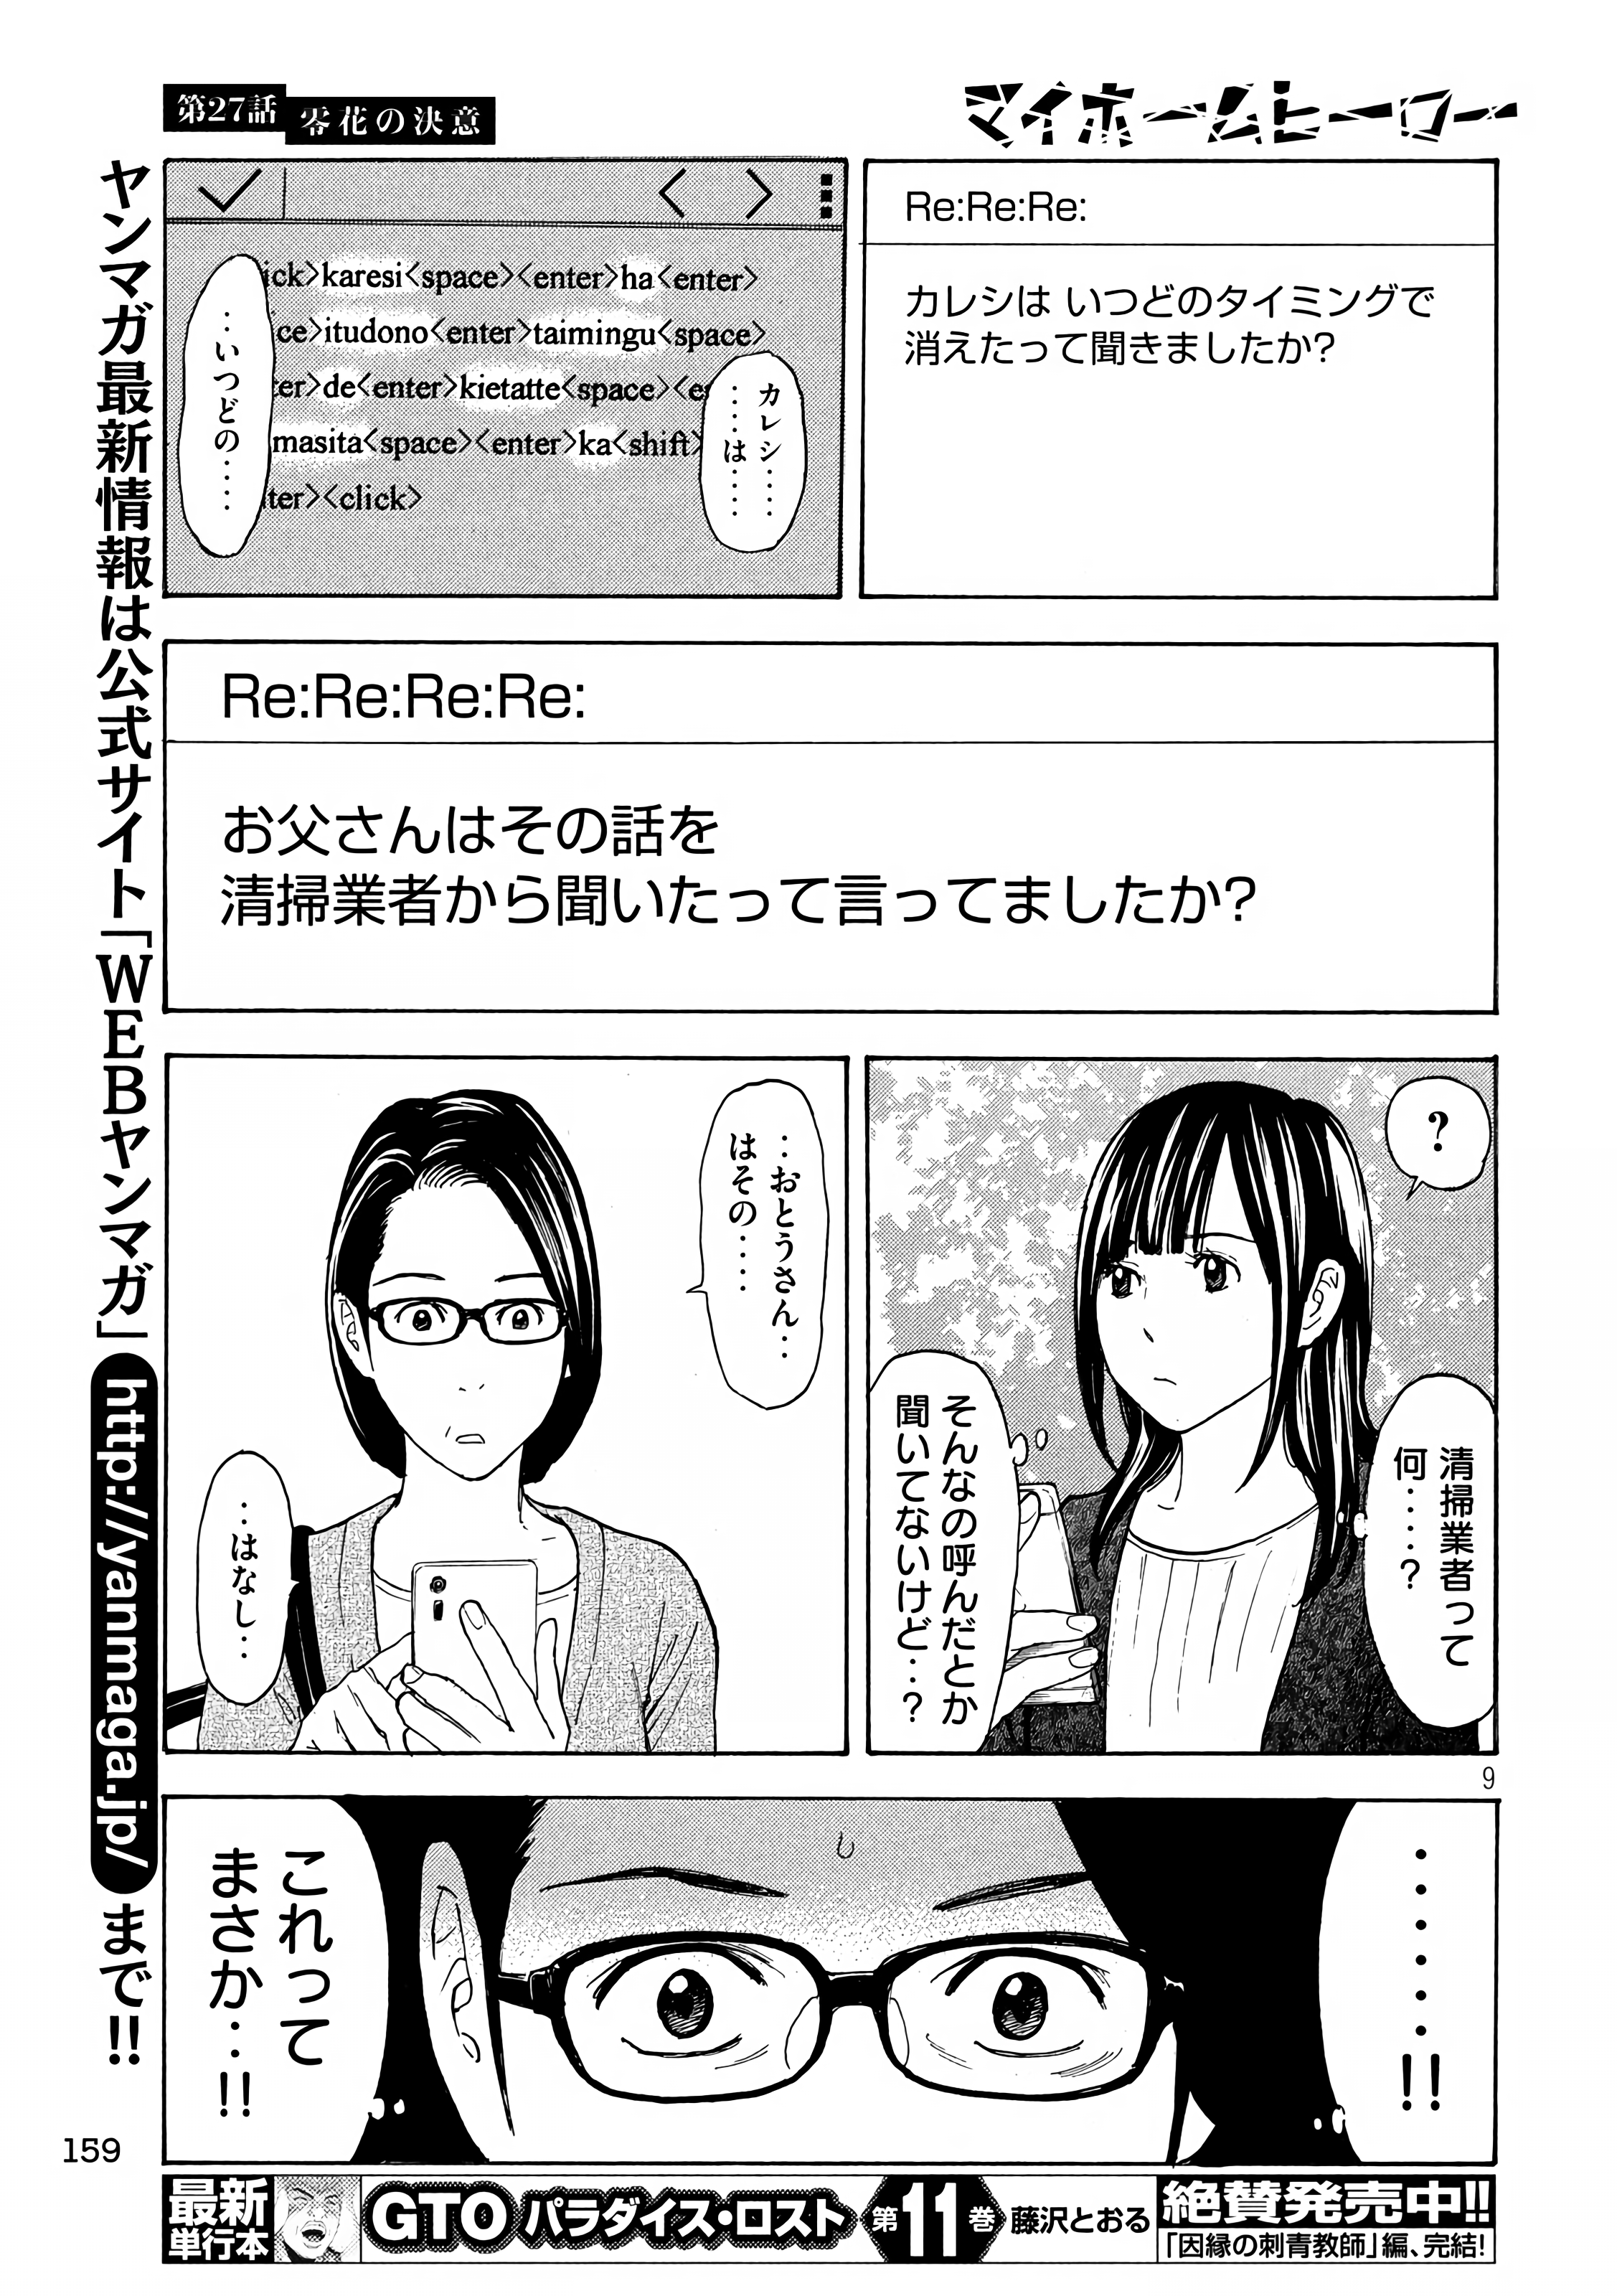 マイホームヒーロー
第27話
零花の決意
Re:Re:Re:
カレシは いつどのタイミングで
消えたって聞きましたか?
ick>karesi<space><enter>ha<enter>
ce>itudono<enter>taimingu<space>
ter>de<enter>kietatte<space><e
masita<space><enter>ka<shift>
ter><click>
カレシ‥‥
‥‥は‥‥
‥いつどの‥‥
Re:Re:Re:Re:
お父さんはその話を
清掃業者から聞いたって言ってましたか?
?
清掃業者って
何‥‥?
そんなの呼んだとか
聞いてないけど‥?
‥おとうさん‥
はその‥‥
‥はなし‥
9
‥‥‥!!
これって
まさか‥!!
ヤンマガ最新情報は公式サイト「WEBヤンマガ」http://yanmaga.jp/まで!!
159
最新
単行本
GTO パラダイス・ロスト
第11巻
藤沢とおる
絶賛発売中!!
「因縁の刺青教師」編、完結!